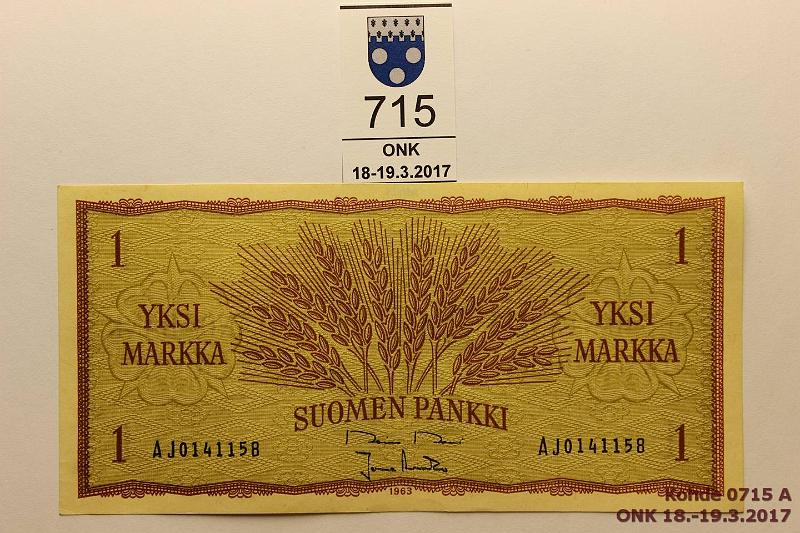 715
ONK
18-19.3.2017
1
1
YKSI
MARKKA
YKSI
MARKKA
SUOMEN PANKKI
1
AJ0141158
AJ0141158
1
1963
Kohde 0715 A
ONK 18.-19.3.2017